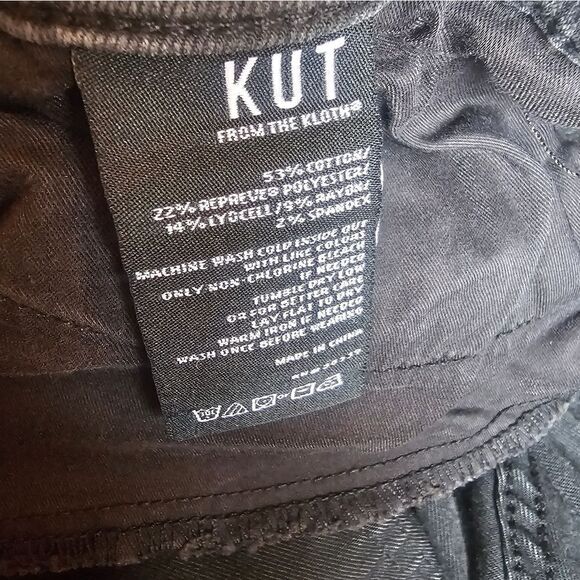 KUT
FROM THE KLOTH®
53% COTTON/
22% REPREVE® POLYESTER/
14% LYOCELL/9% RAYON/
2% SPANDEX
MACHINE WASH COLD INSIDE OUT
WITH LIKE COLORS
ONLY NON-CHLORINE BLEACH
IF NEEDED
TUMBLE DRY LOW
OR FOR BETTER CARE
LAY FLAT TO DRY
WARM IRON IF NEEDED
WASH ONCE BEFORE WEARING
MADE IN CHINA